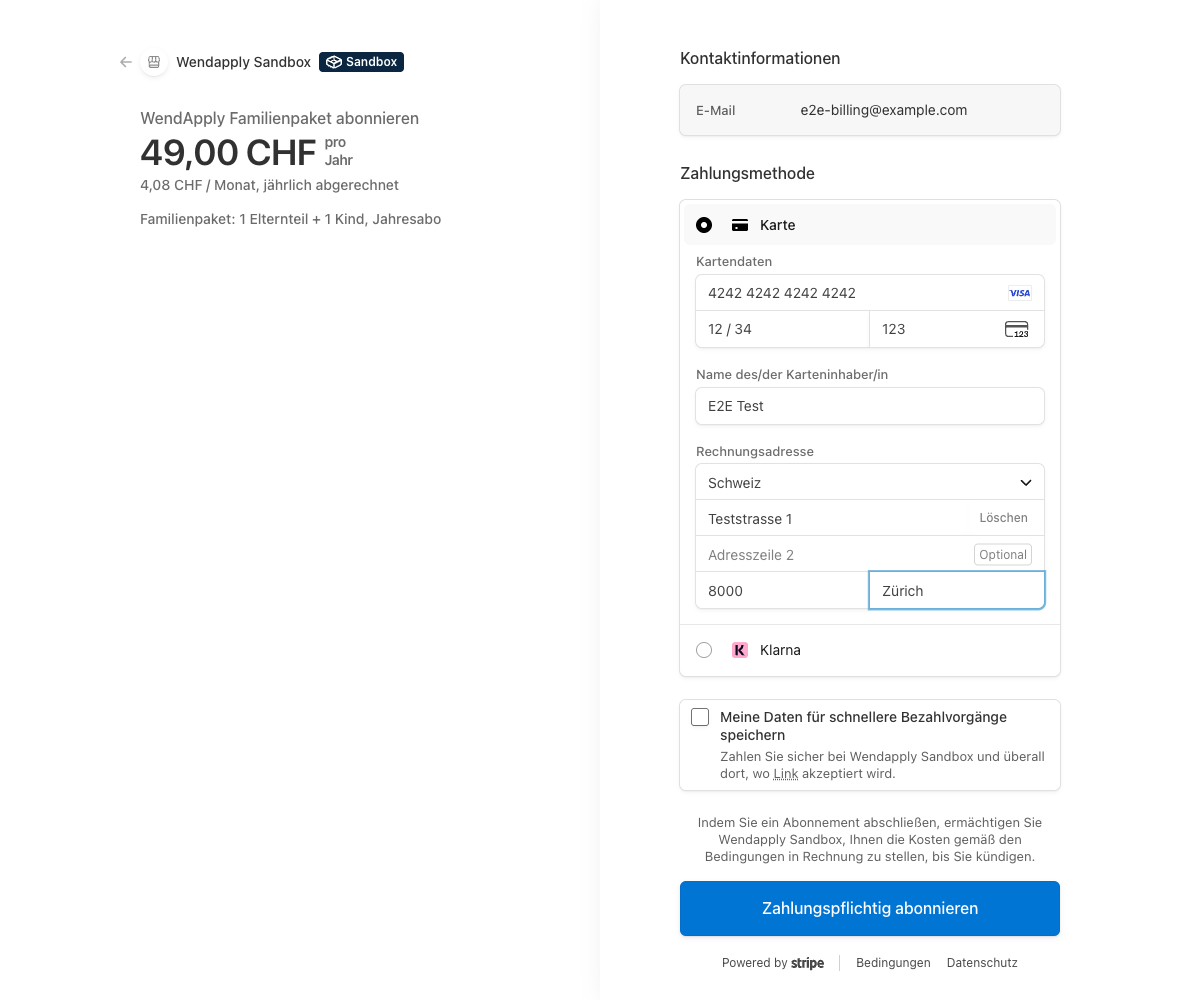 Wendapply Sandbox Sandbox
WendApply Familienpaket abonnieren
49,00 CHF pro Jahr
4,08 CHF / Monat, jährlich abgerechnet
Familienpaket: 1 Elternteil + 1 Kind, Jahresabo
Kontaktinformationen
E-Mail e2e-billing@example.com
Zahlungsmethode
Karte
Kartendaten
4242 4242 4242 4242 VISA
12 / 34 123 123
Name des/der Karteninhaber/in
E2E Test
Rechnungsadresse
Schweiz
Teststrasse 1 Löschen
Adresszeile 2 Optional
8000 Zürich
K Klarna
Meine Daten für schnellere Bezahlvorgänge
speichern
Zahlen Sie sicher bei Wendapply Sandbox und überall
dort, wo Link akzeptiert wird.
Indem Sie ein Abonnement abschließen, ermächtigen Sie
Wendapply Sandbox, Ihnen die Kosten gemäß den
Bedingungen in Rechnung zu stellen, bis Sie kündigen.
Zahlungspflichtig abonnieren
Powered by stripe Bedingungen Datenschutz